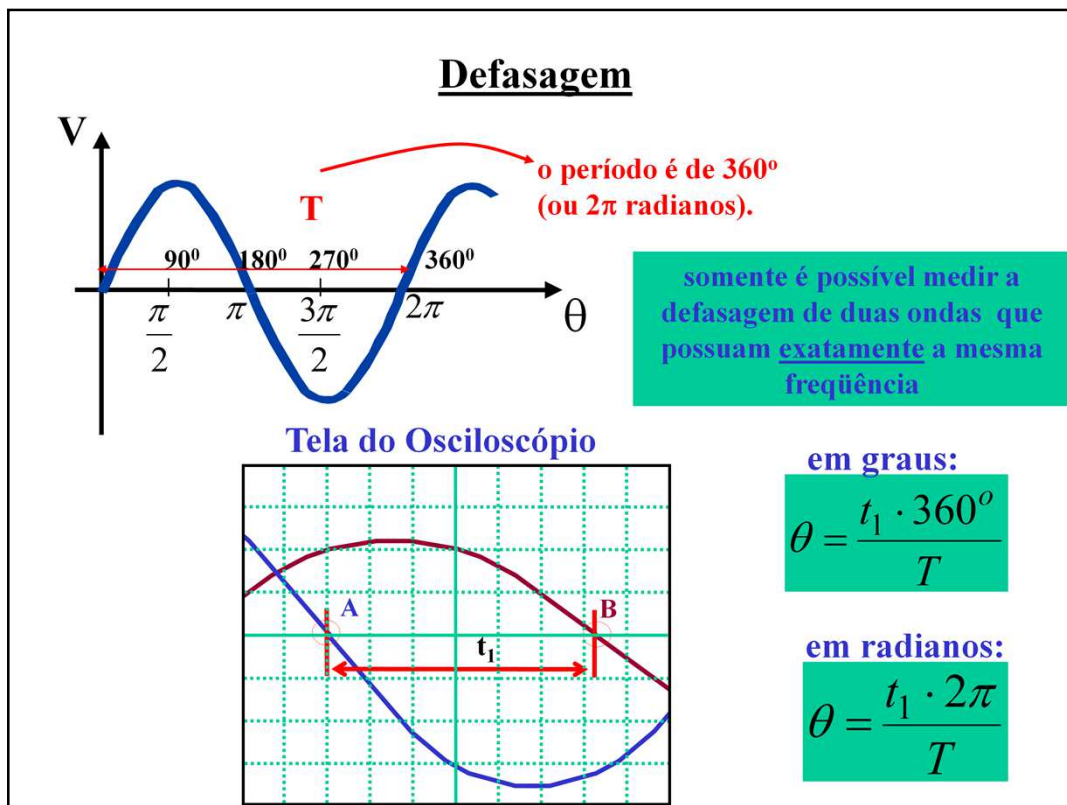 Defasagem
V
o período é de 360º
(ou 2π radianos).
T
90⁰ 180⁰ 270⁰ 360⁰
π/2 π 3π/2 2π θ
somente é possível medir a
defasagem de duas ondas que
possuam exatamente a mesma
freqüência
Tela do Osciloscópio
A
B
t₁
em graus:
θ = t₁ · 360º / T
em radianos:
θ = t₁ · 2π / T